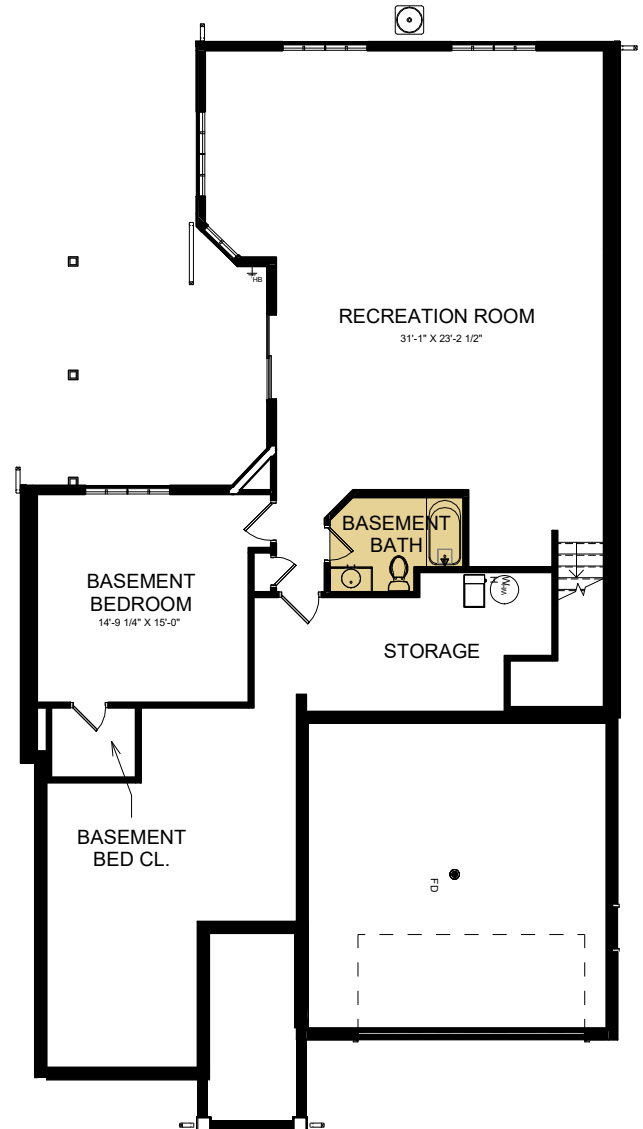 HB
RECREATION ROOM
31'-1" X 23'-2 1/2"
BASEMENT
BATH
BASEMENT
BEDROOM
14'-9 1/4" X 15'-0"
STORAGE
BASEMENT
BED CL.
FD